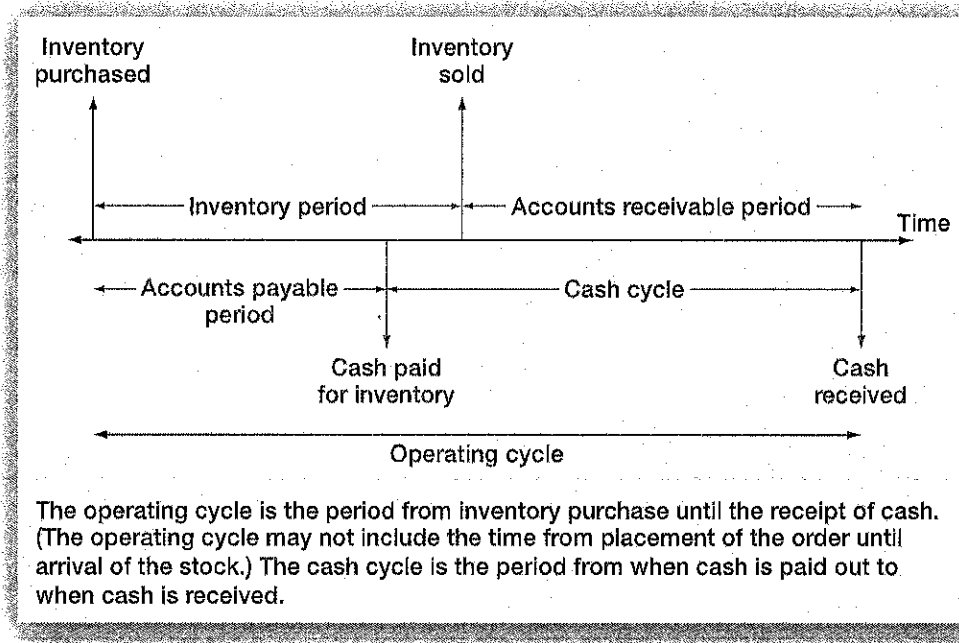 Inventory
purchased
Inventory
sold
Inventory period
Accounts receivable period
Time
Accounts payable
period
Cash cycle
Cash paid
for inventory
Cash
received
Operating cycle
The operating cycle is the period from inventory purchase until the receipt of cash.
(The operating cycle may not include the time from placement of the order until
arrival of the stock.) The cash cycle is the period from when cash is paid out to
when cash is received.